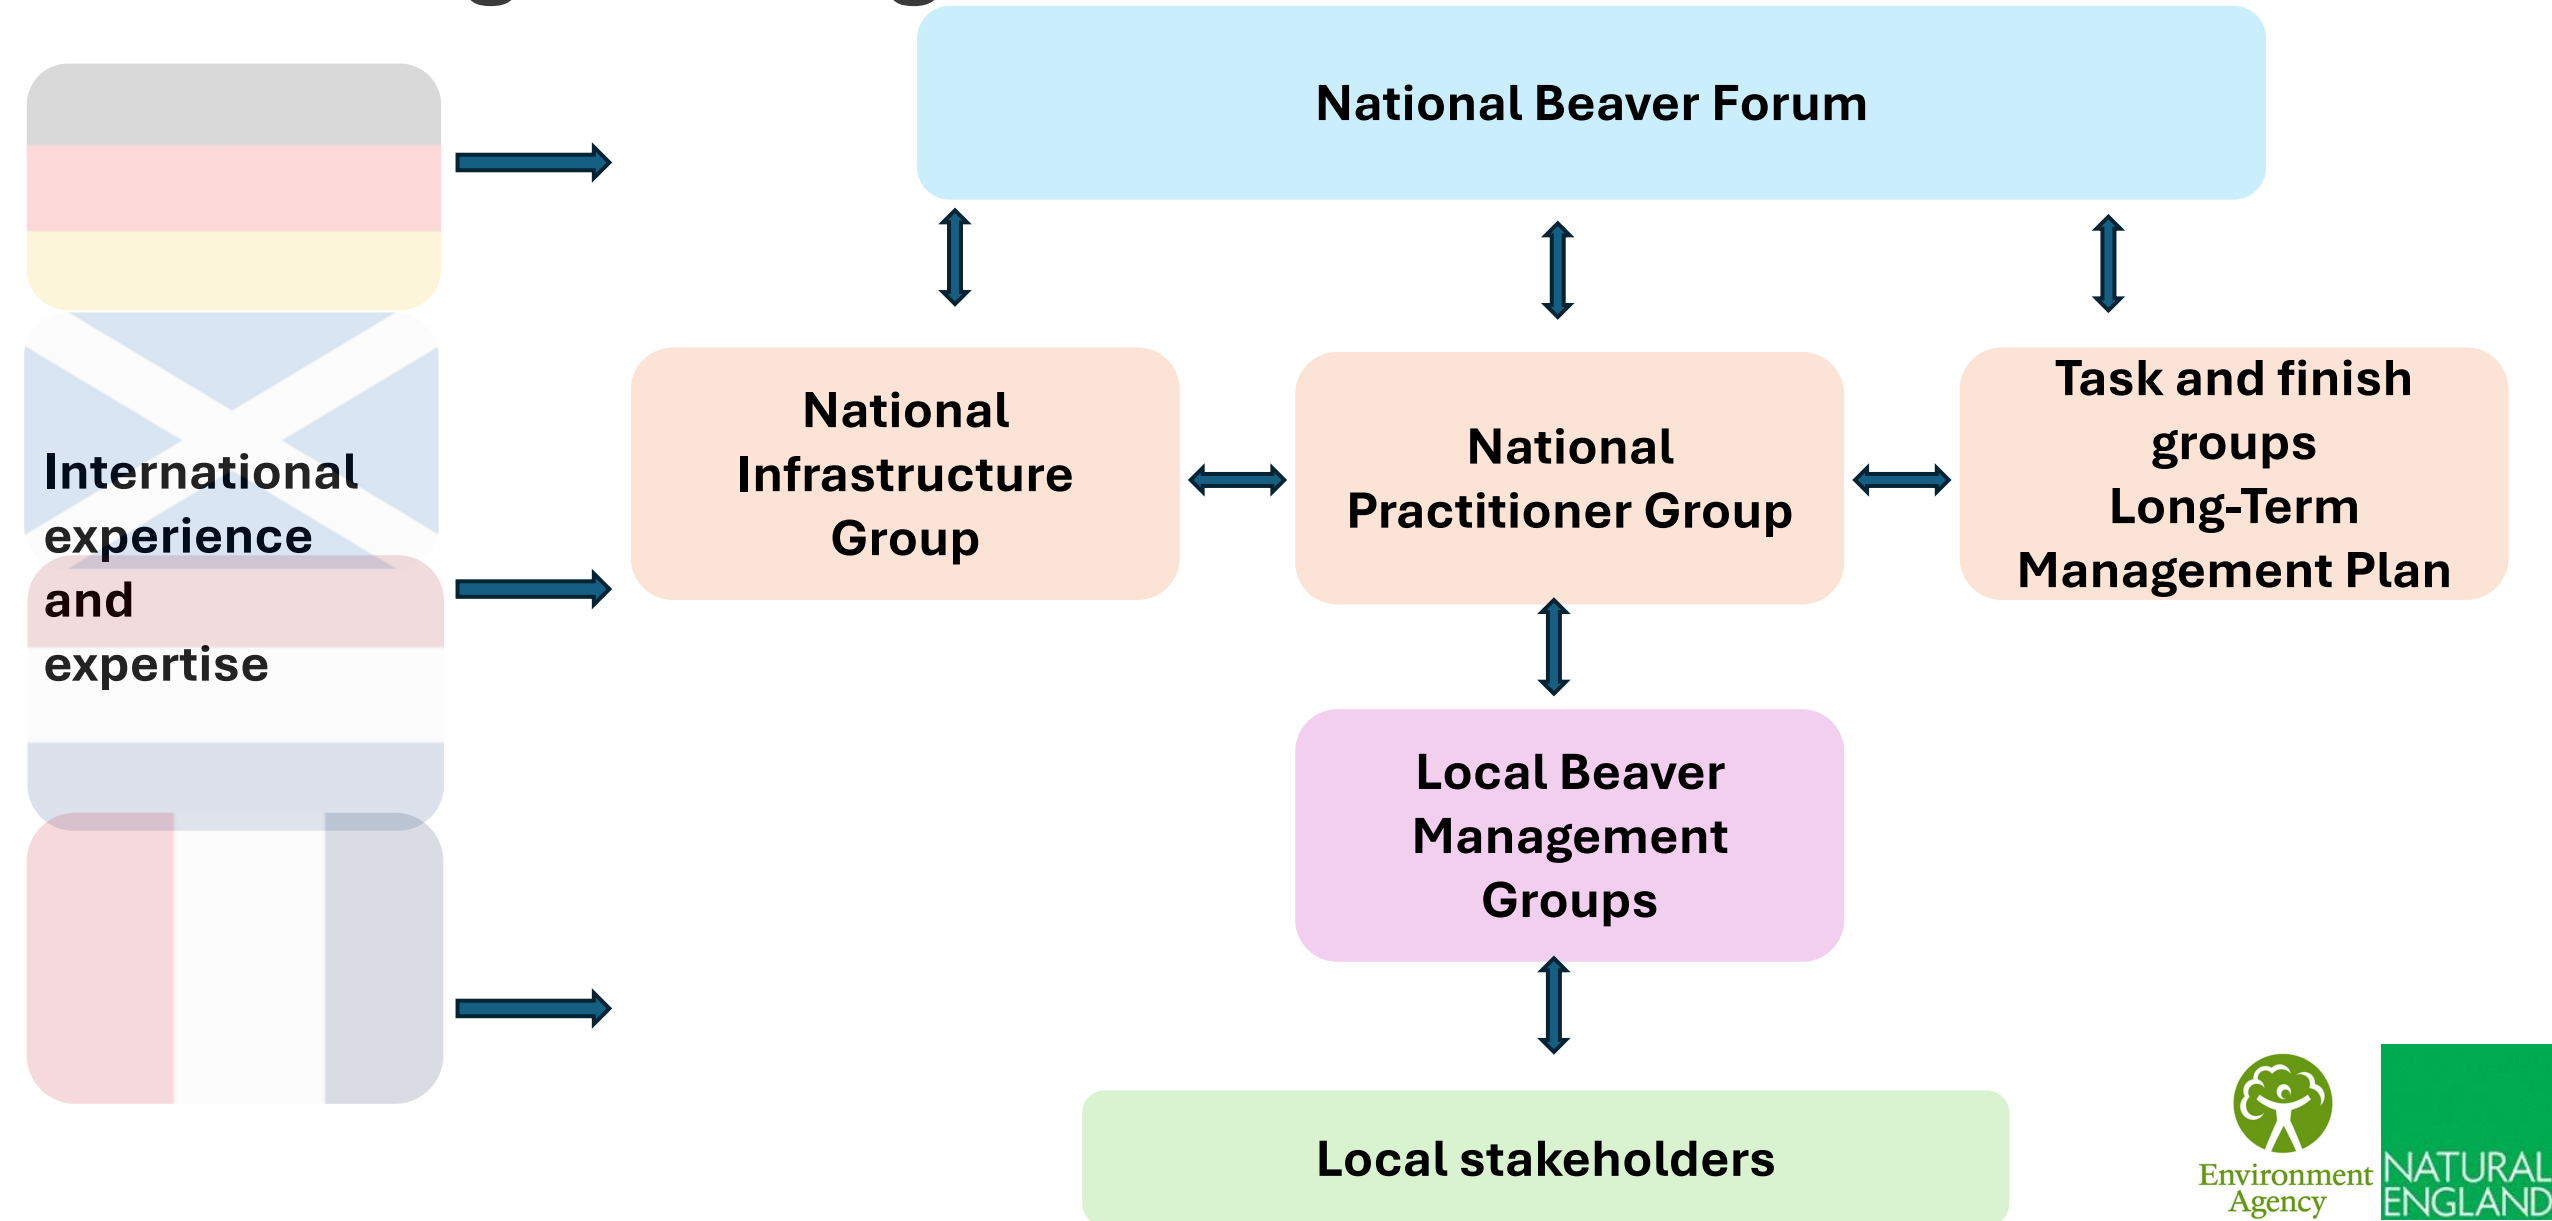 National Beaver Forum
International
experience
and
expertise
National
Infrastructure
Group
National
Practitioner Group
Task and finish
groups
Long-Term
Management Plan
Local Beaver
Management
Groups
Local stakeholders
Environment
Agency
NATURAL
ENGLAND